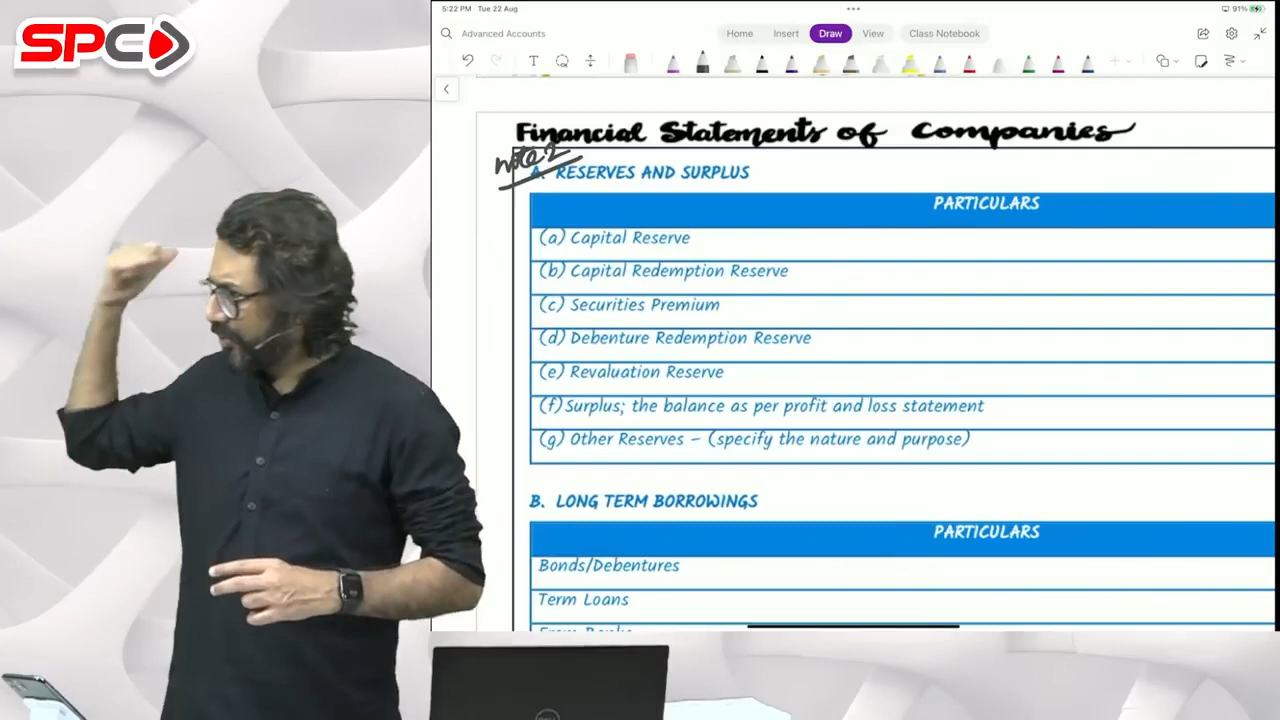 SPC
5:22 PM Tue 22 Aug
91%
Advanced Accounts
Home Insert Draw View Class Notebook
Financial Statements of Companies
Note 2
A. RESERVES AND SURPLUS
PARTICULARS
(a) Capital Reserve
(b) Capital Redemption Reserve
(c) Securities Premium
(d) Debenture Redemption Reserve
(e) Revaluation Reserve
(f) Surplus; the balance as per profit and loss statement
(g) Other Reserves – (specify the nature and purpose)
B. LONG TERM BORROWINGS
PARTICULARS
Bonds/Debentures
Term Loans
From Banks
DELL